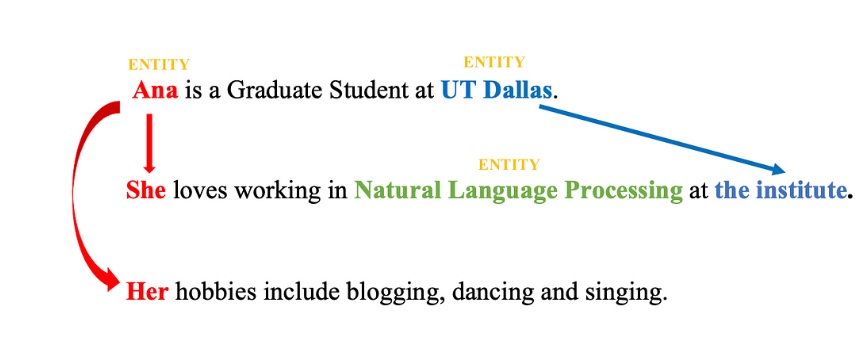 ENTITY ENTITY
Ana is a Graduate Student at UT Dallas.
ENTITY
She loves working in Natural Language Processing at the institute.
Her hobbies include blogging, dancing and singing.